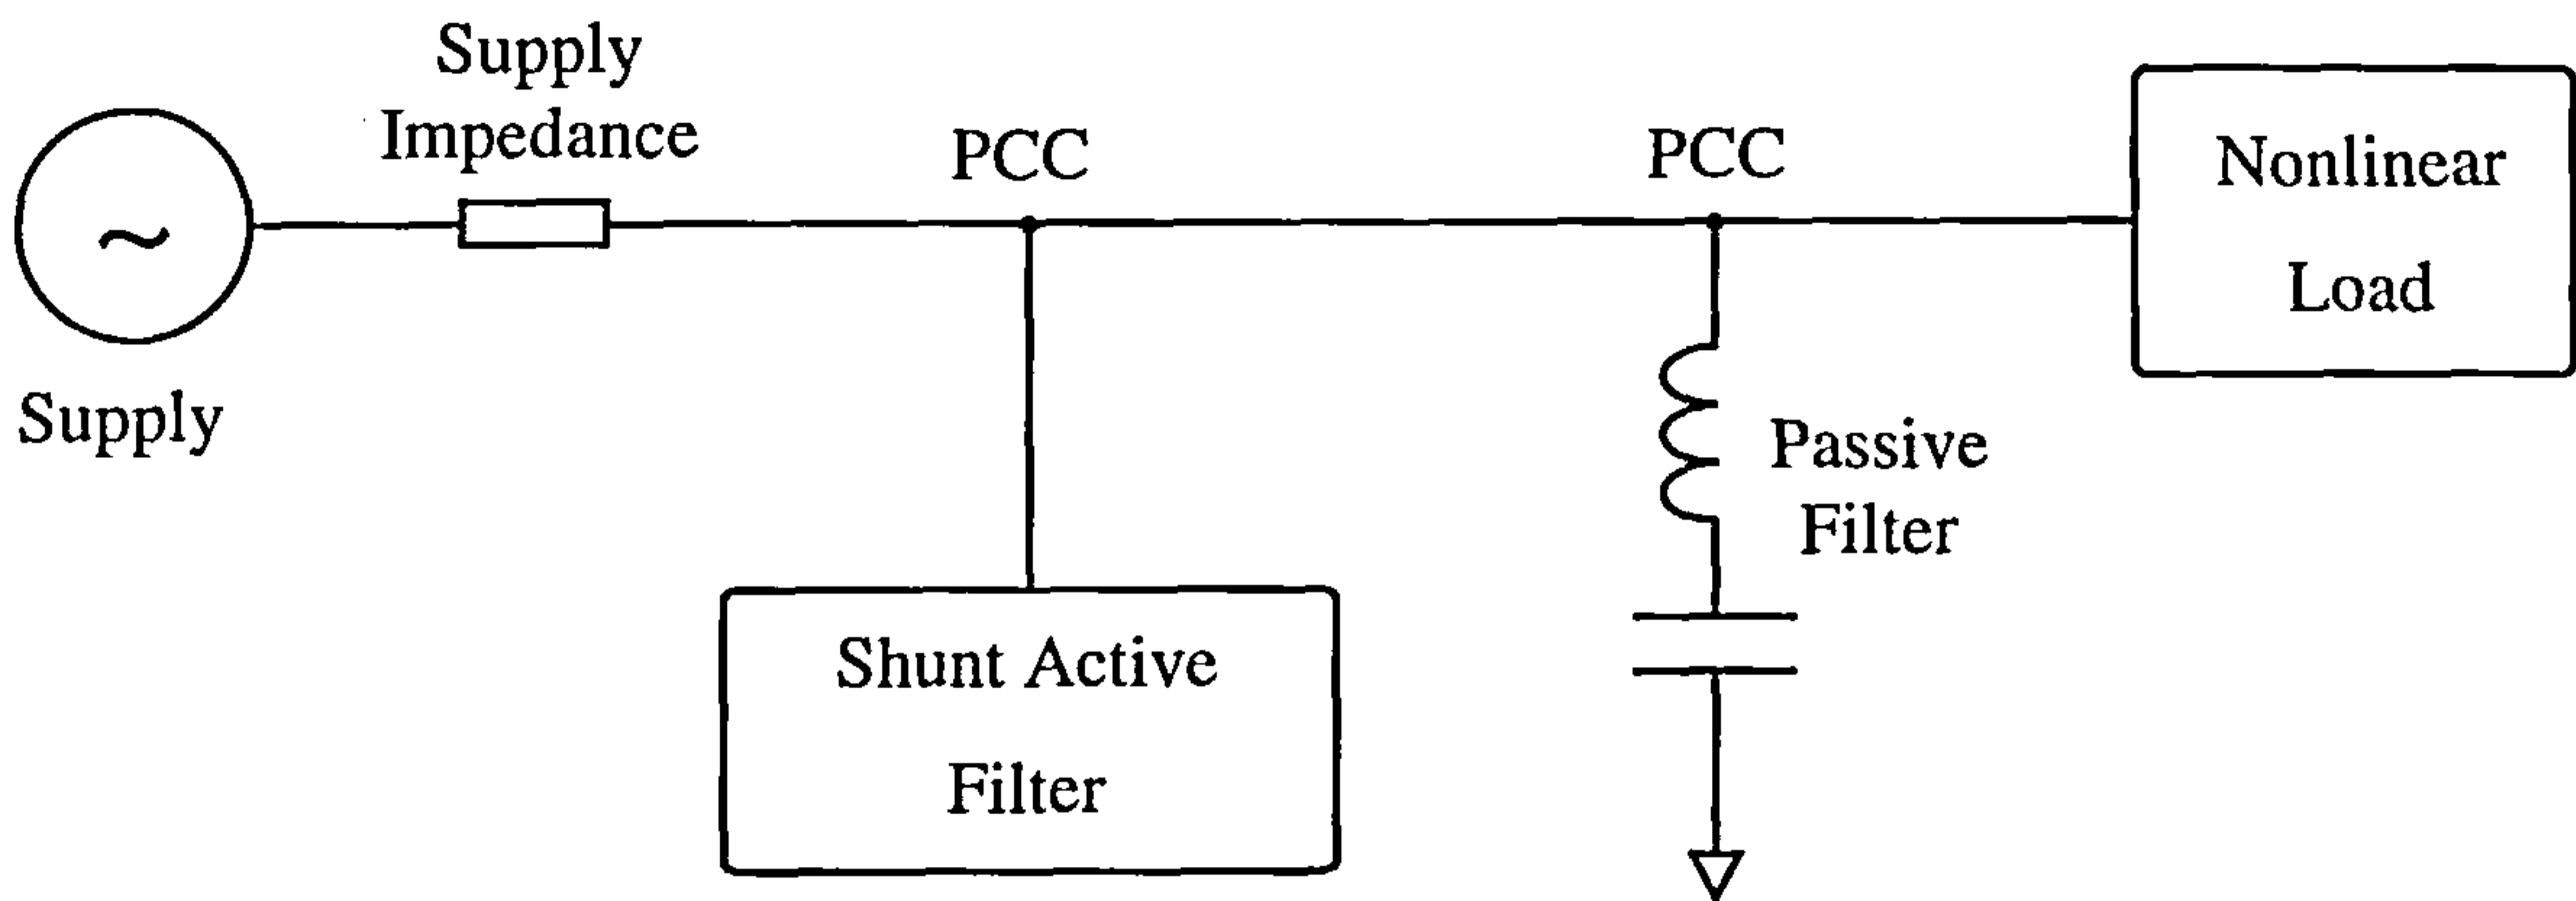 Supply
Impedance
PCC
PCC
Nonlinear
Load
~
Supply
Passive
Filter
Shunt Active
Filter